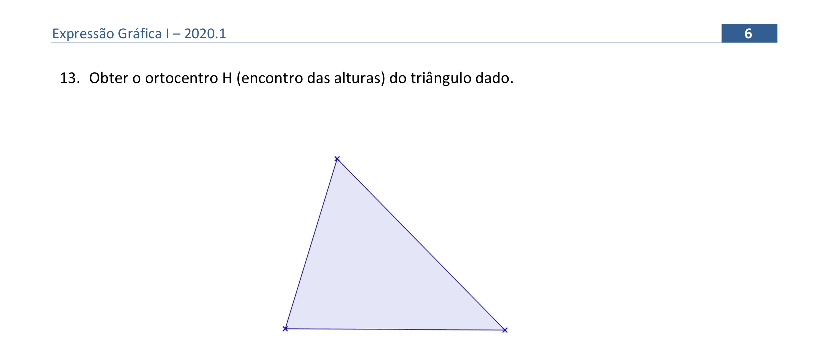 Expressão Gráfica I – 2020.1
6
13. Obter o ortocentro H (encontro das alturas) do triângulo dado.